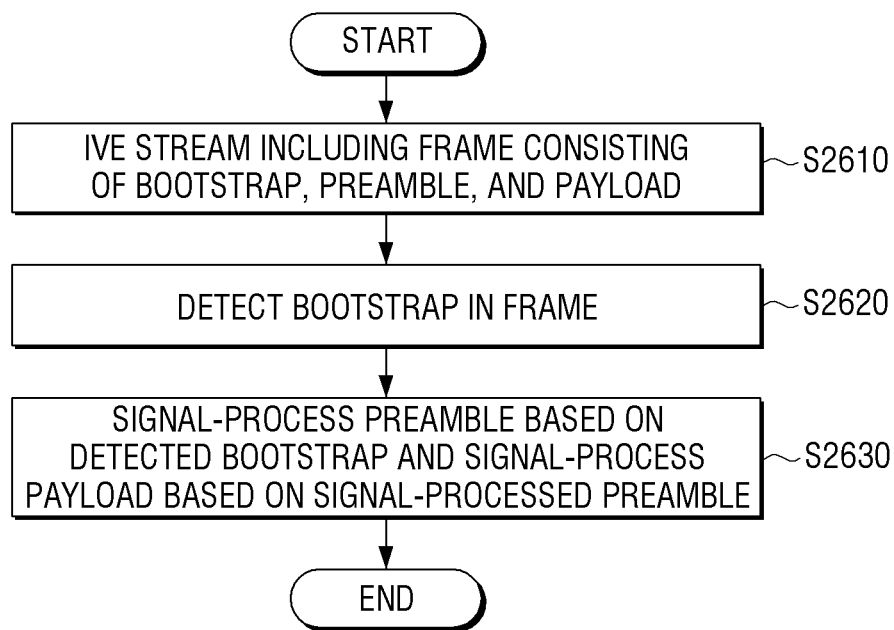 START
IVE STREAM INCLUDING FRAME CONSISTING
OF BOOTSTRAP, PREAMBLE, AND PAYLOAD
S2610
DETECT BOOTSTRAP IN FRAME
S2620
SIGNAL-PROCESS PREAMBLE BASED ON
DETECTED BOOTSTRAP AND SIGNAL-PROCESS
PAYLOAD BASED ON SIGNAL-PROCESSED PREAMBLE
S2630
END